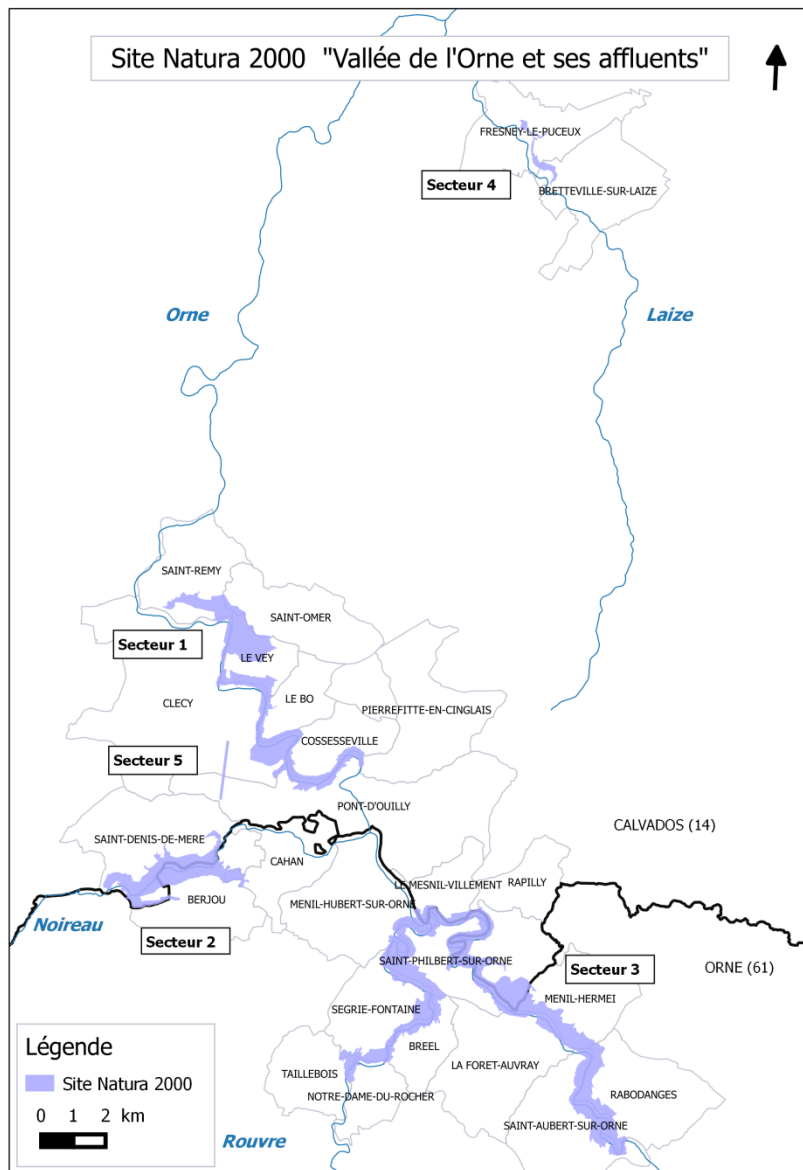 Site Natura 2000 "Vallée de l'Orne et ses affluents"
FRESNEY-LE-PUCEUX
Secteur 4
BRETTEVILLE-SUR-LAIZE
Orne
Laize
SAINT-REMY
SAINT-OMER
Secteur 1
LE VEY
CLECY
LE BO
PIERREFITTE-EN-CINGLAIS
COSSESSEVILLE
Secteur 5
PONT-D'OUILLY
CALVADOS (14)
SAINT-DENIS-DE-MERE
CAHAN
LE MESNIL-VILLEMENT
RAPILLY
BERJOU
MENIL-HUBERT-SUR-ORNE
Noireau
Secteur 2
SAINT-PHILBERT-SUR-ORNE
Secteur 3
ORNE (61)
MENIL-HERMEI
SEGRIE-FONTAINE
BREEL
LA FORET-AUVRAY
TAILLEBOIS
RABODANGES
NOTRE-DAME-DU-ROCHER
SAINT-AUBERT-SUR-ORNE
Rouvre
Légende
Site Natura 2000
0 1 2 km